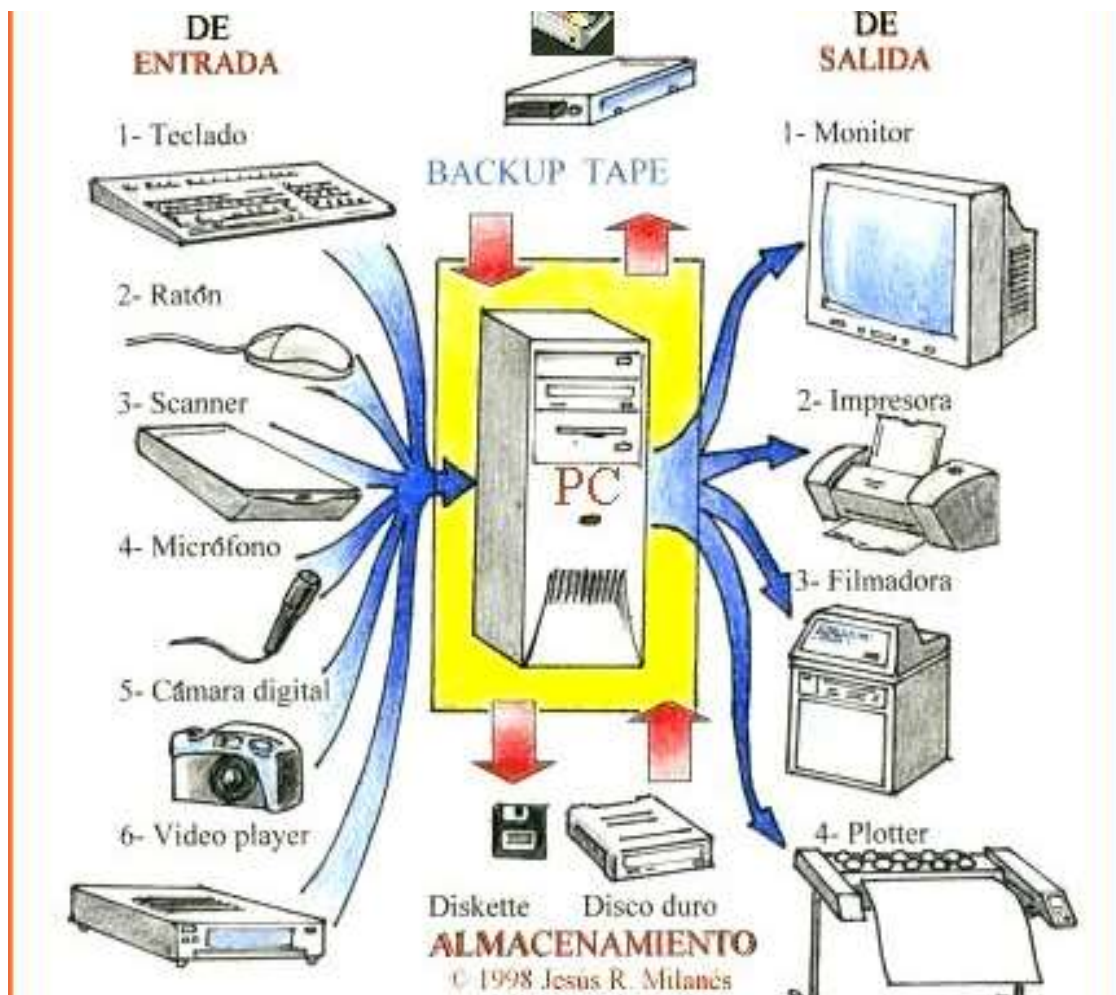 DE
ENTRADA
1- Teclado
2- Ratón
3- Scanner
4- Micrófono
5- Cámara digital
6- Video player
BACKUP TAPE
PC
Diskette Disco duro
ALMACENAMIENTO
© 1998 Jesús R. Milanés
DE
SALIDA
1- Monitor
2- Impresora
3- Filmadora
4- Plotter